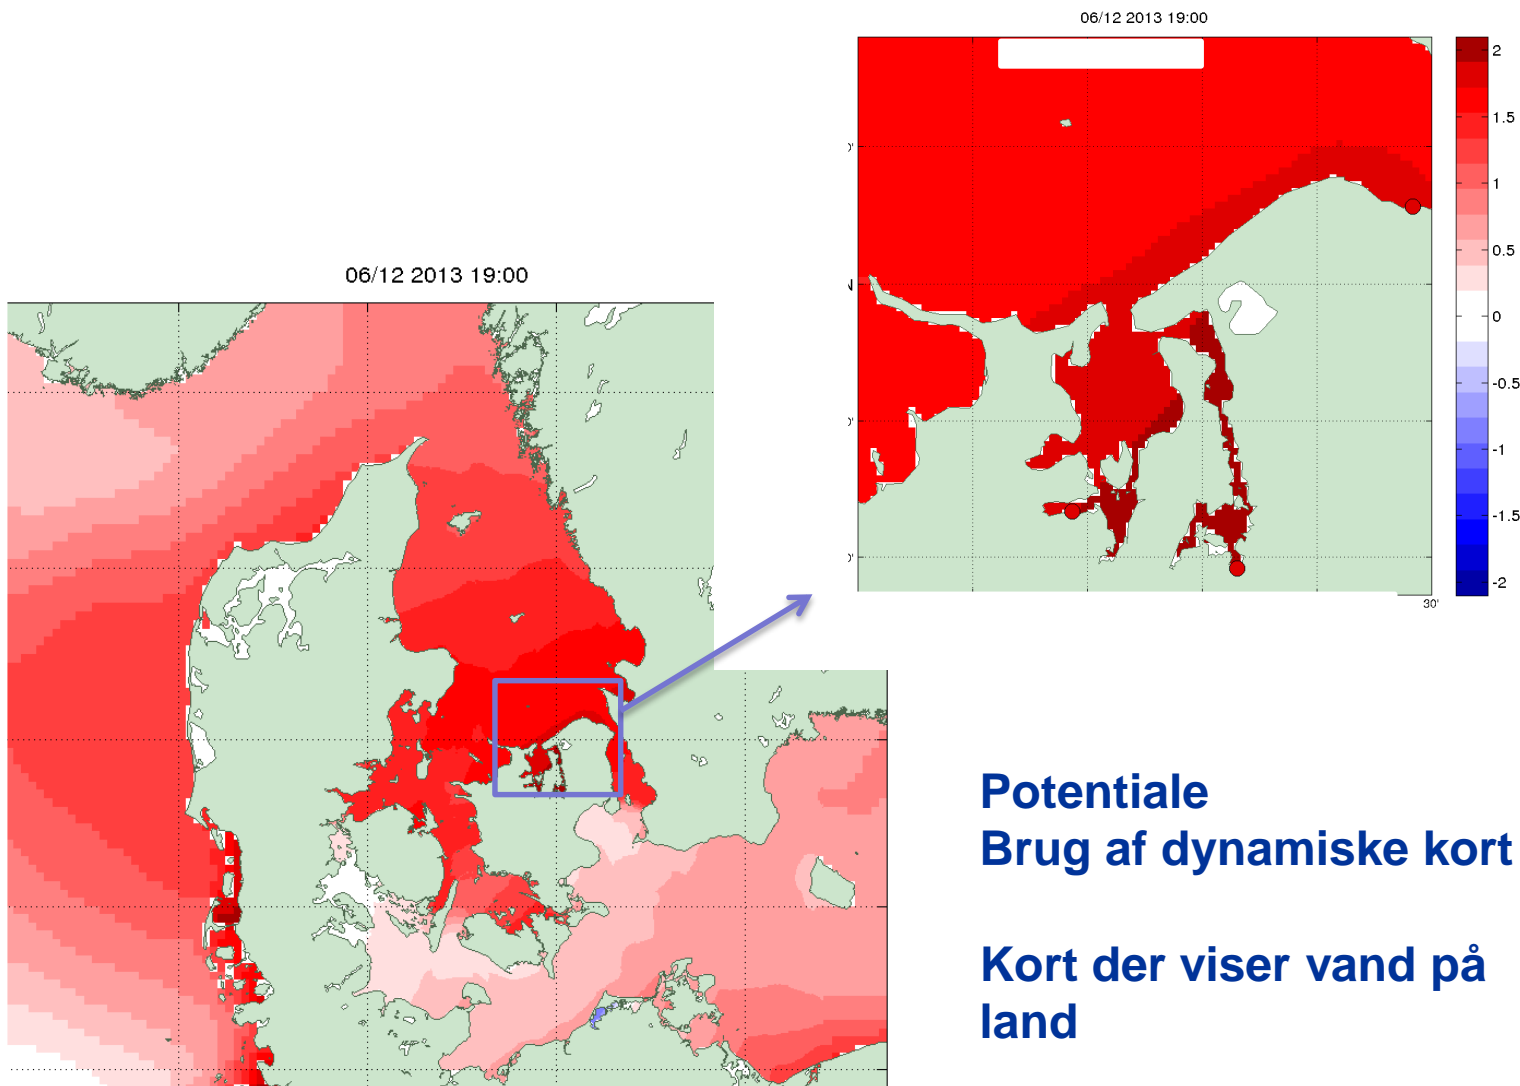 06/12 2013 19:00
2
1.5
1
0.5
0
-0.5
-1
-1.5
-2
N
30'
06/12 2013 19:00
Potentiale
Brug af dynamiske kort
Kort der viser vand på
land